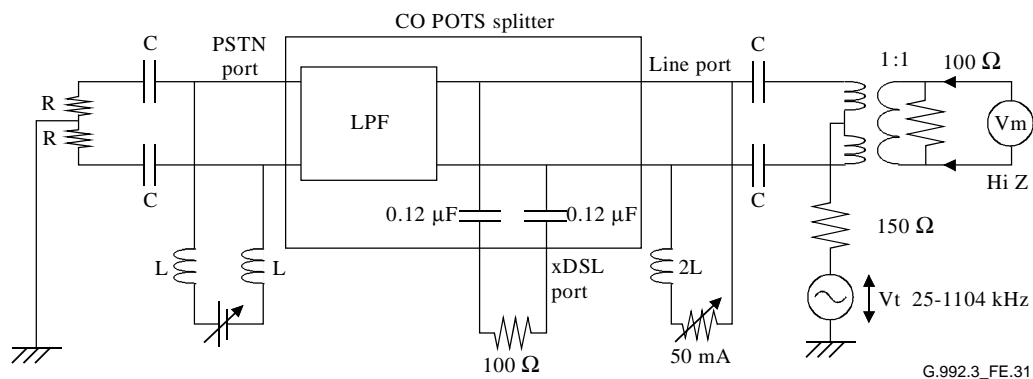 CO POTS splitter
C
PSTN
port
Line port
C
1:1
100 Ω
R
R
LPF
Vm
C
C
Hi Z
0.12 µF
0.12 µF
150 Ω
L
L
xDSL
port
2L
Vt 25-1104 kHz
100 Ω
50 mA
G.992.3_FE.31